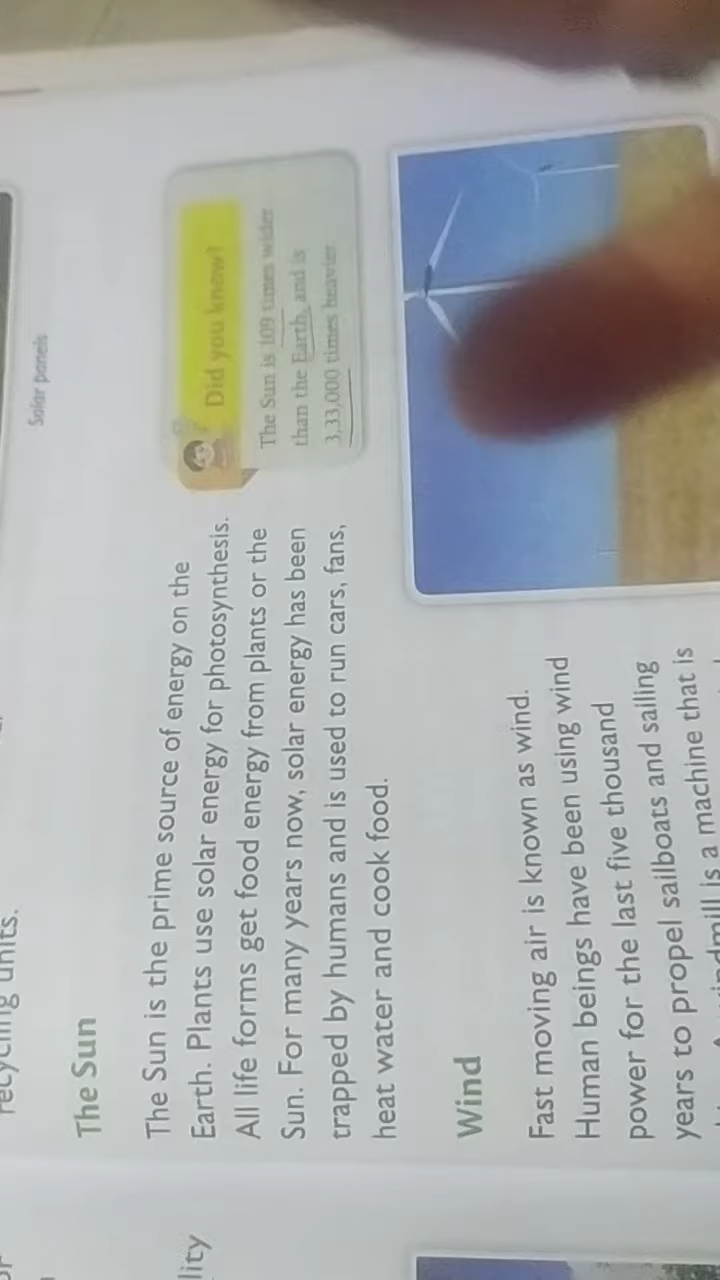 recycling units.
Solar panels
The Sun
The Sun is the prime source of energy on the
Earth. Plants use solar energy for photosynthesis.
All life forms get food energy from plants or the
Sun. For many years now, solar energy has been
trapped by humans and is used to run cars, fans,
heat water and cook food.
Did you know?
The Sun is 109 times wider
than the Earth, and is
3,33,000 times heavier.
Wind
Fast moving air is known as wind.
Human beings have been using wind
power for the last five thousand
years to propel sailboats and sailing
windmill is a machine that is
lity